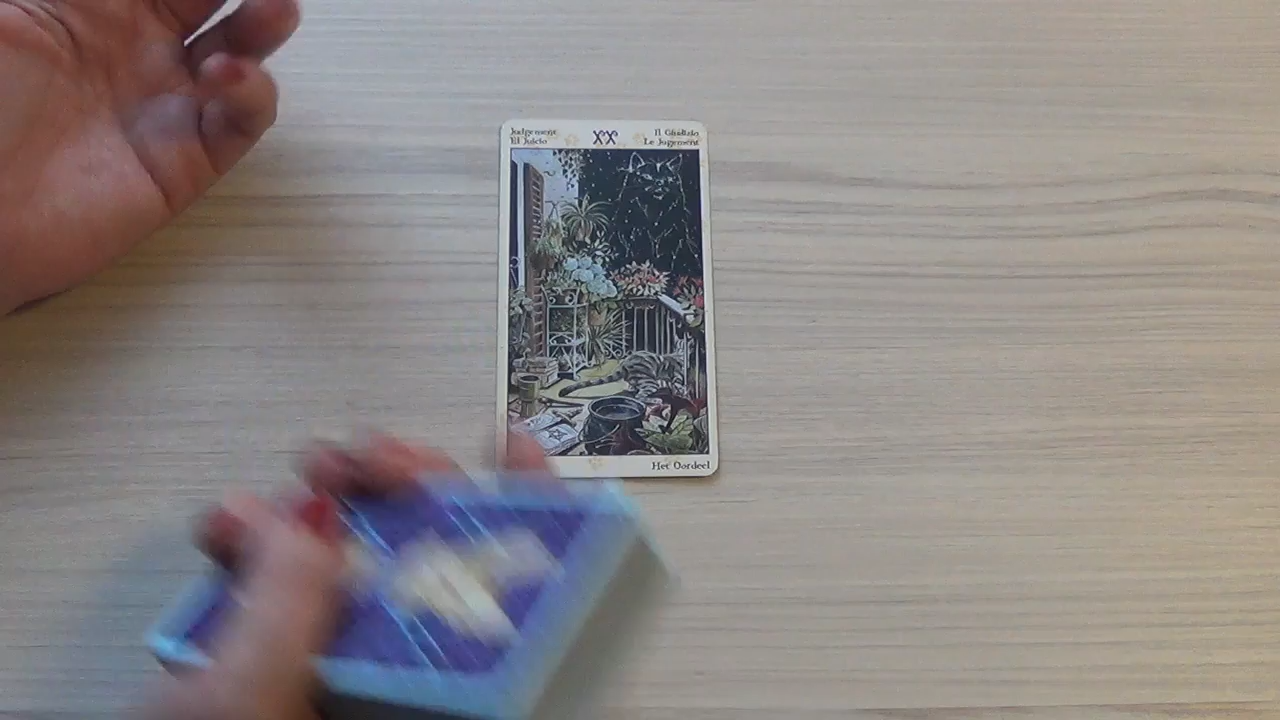 Judgement
El Juicio
XX
Il Giudizio
Le Jugement
Het Oordeel